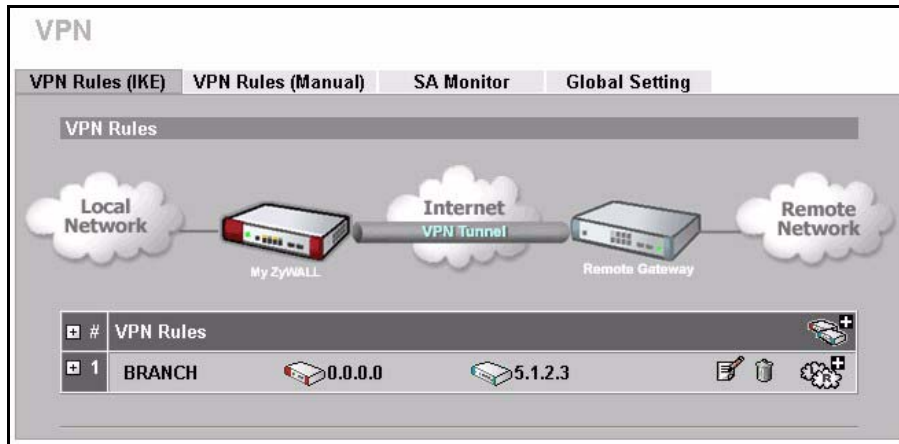 VPN
VPN Rules (IKE) VPN Rules (Manual) SA Monitor Global Setting
VPN Rules
Local Network
Internet
VPN Tunnel
Remote Network
My ZyWALL
Remote Gateway
# VPN Rules
1 BRANCH 0.0.0.0 5.1.2.3
R